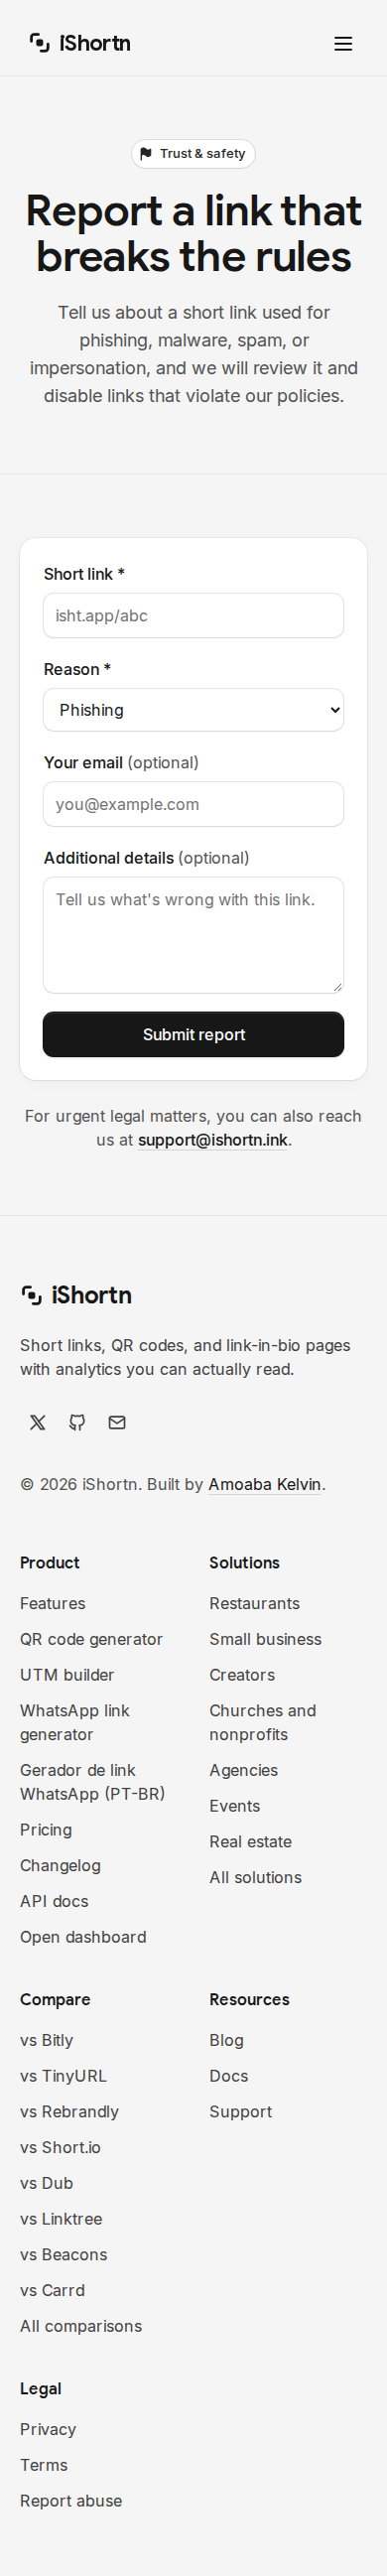 iShortn
Trust & safety
Report a link that
breaks the rules
Tell us about a short link used for
phishing, malware, spam, or
impersonation, and we will review it and
disable links that violate our policies.
Short link *
isht.app/abc
Reason *
Phishing
Your email (optional)
you@example.com
Additional details (optional)
Tell us what's wrong with this link.
Submit report
For urgent legal matters, you can also reach
us at support@ishortn.ink.
iShortn
Short links, QR codes, and link-in-bio pages
with analytics you can actually read.
© 2026 iShortn. Built by Amoaba Kelvin.
Product
Features
QR code generator
UTM builder
WhatsApp link
generator
Gerador de link
WhatsApp (PT-BR)
Pricing
Changelog
API docs
Open dashboard
Solutions
Restaurants
Small business
Creators
Churches and
nonprofits
Agencies
Events
Real estate
All solutions
Compare
vs Bitly
vs TinyURL
vs Rebrandly
vs Short.io
vs Dub
vs Linktree
vs Beacons
vs Carrd
All comparisons
Resources
Blog
Docs
Support
Legal
Privacy
Terms
Report abuse